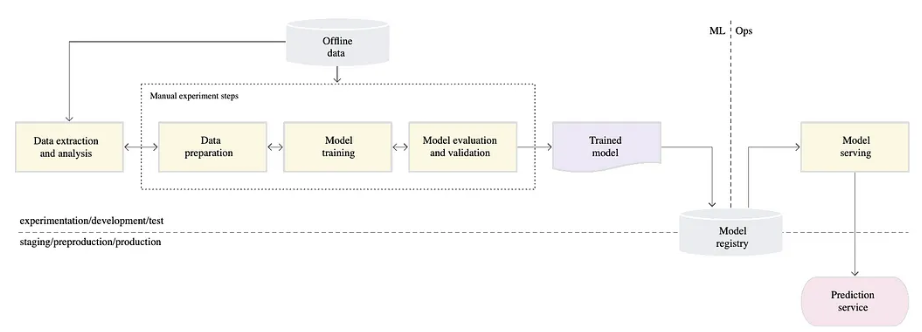 Offline
data
ML
Ops
Manual experiment steps
Data extraction
and analysis
Data
preparation
Model
training
Model evaluation
and validation
Trained
model
Model
serving
experimentation/development/test
staging/preproduction/production
Model
registry
Prediction
service